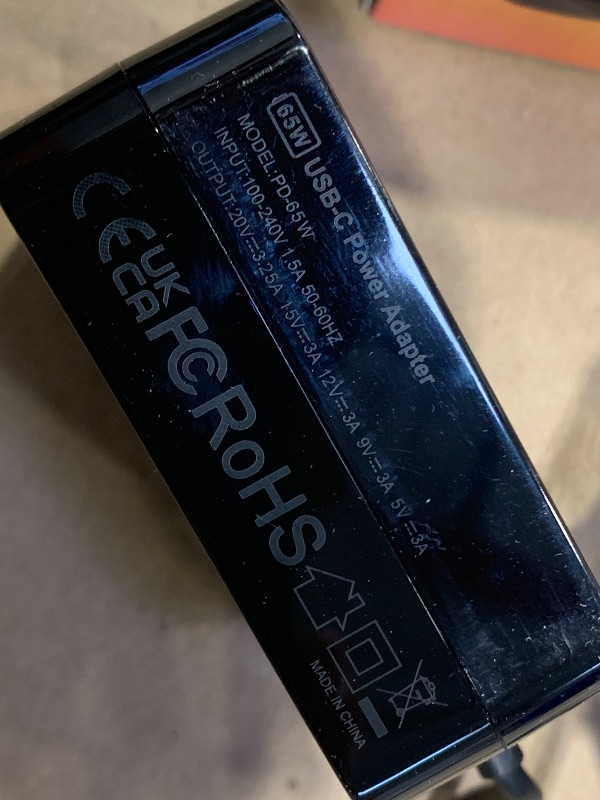 65W USB-C Power Adapter
MODEL:PD-65W
INPUT:100-240V 1.5A 50-60HZ
OUTPUT:20V⎓3.25A 15V⎓3A 12V⎓3A 9V⎓3A 5V⎓3A
CE
UK
CA
FC
RoHS
MADE IN CHINA